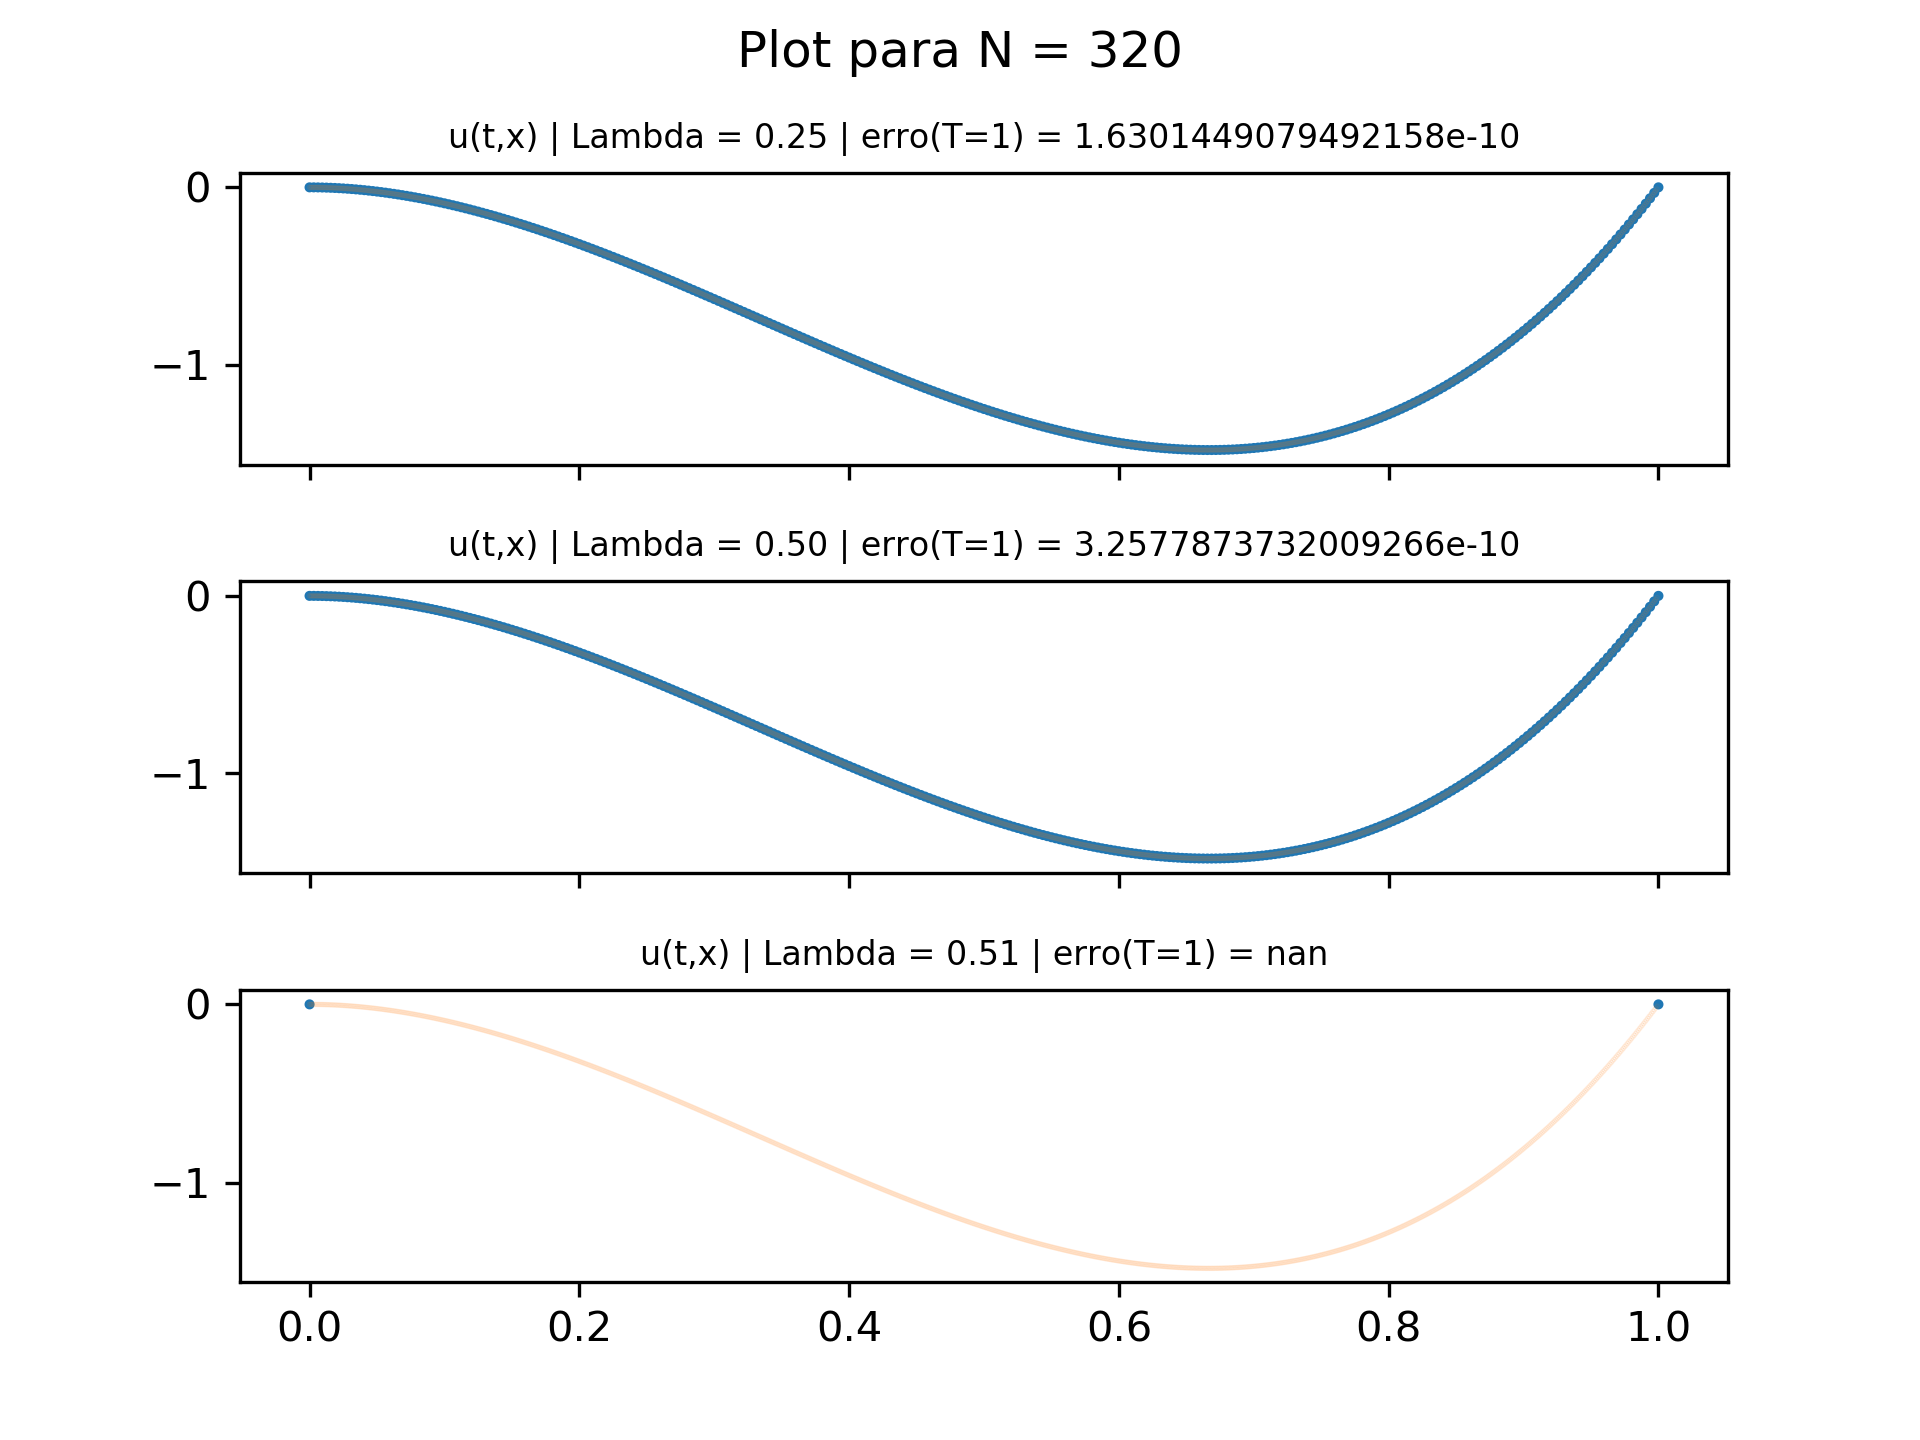 Plot para N = 320
u(t,x) | Lambda = 0.25 | erro(T=1) = 1.6301449079492158e-10
0
−1
u(t,x) | Lambda = 0.50 | erro(T=1) = 3.2577873732009266e-10
0
−1
u(t,x) | Lambda = 0.51 | erro(T=1) = nan
0
−1
0.0 0.2 0.4 0.6 0.8 1.0